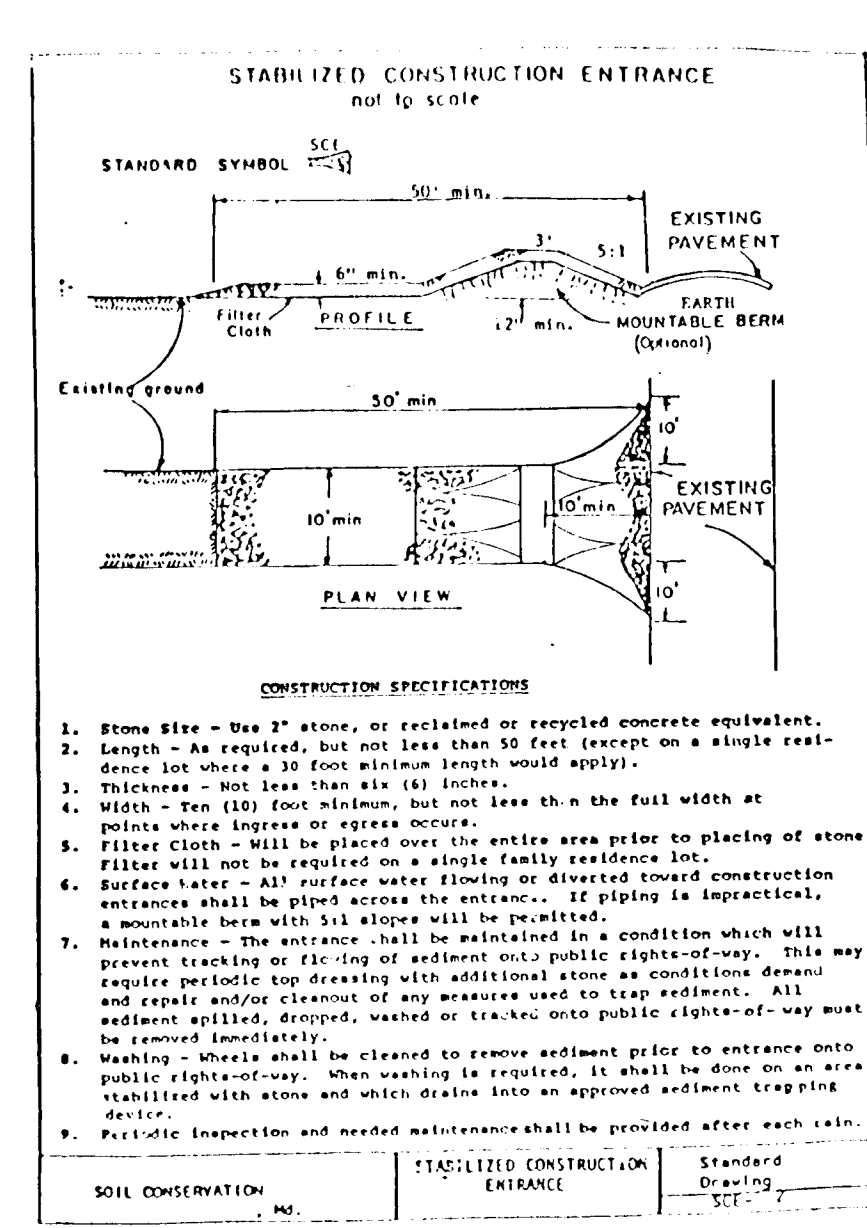 STABILIZED CONSTRUCTION ENTRANCE
not to scale
STANDARD SYMBOL SCE
50' min.
3'
5:1
EXISTING
PAVEMENT
6" min.
Filter
Cloth
PROFILE
12" min.
EARTH
MOUNTABLE BERM
(Optional)
Existing ground
50' min
10'
10' min
10' min
EXISTING
PAVEMENT
10'
PLAN VIEW
CONSTRUCTION SPECIFICATIONS
1. Stone Size - Use 2" stone, or reclaimed or recycled concrete equivalent.
2. Length - As required, but not less than 50 feet (except on a single resi-
dence lot where a 30 foot minimum length would apply).
3. Thickness - Not less than six (6) inches.
4. Width - Ten (10) foot minimum, but not less than the full width at
points where ingress or egress occurs.
5. Filter Cloth - Will be placed over the entire area prior to placing of stone
Filter will not be required on a single family residence lot.
6. Surface Water - All surface water flowing or diverted toward construction
entrances shall be piped across the entrance. If piping is impractical,
a mountable berm with 5:1 slopes will be permitted.
7. Maintenance - The entrance shall be maintained in a condition which will
prevent tracking or flowing of sediment onto public rights-of-way. This may
require periodic top dressing with additional stone as conditions demand
and repair and/or cleanout of any measures used to trap sediment. All
sediment spilled, dropped, washed or tracked onto public rights-of-way must
be removed immediately.
8. Washing - Wheels shall be cleaned to remove sediment prior to entrance onto
public rights-of-way. When washing is required, it shall be done on an area
stabilized with stone and which drains into an approved sediment trapping
device.
9. Periodic inspection and needed maintenance shall be provided after each rain.
SOIL CONSERVATION
, Md.
STABILIZED CONSTRUCTION
ENTRANCE
Standard
Drawing
SCE-